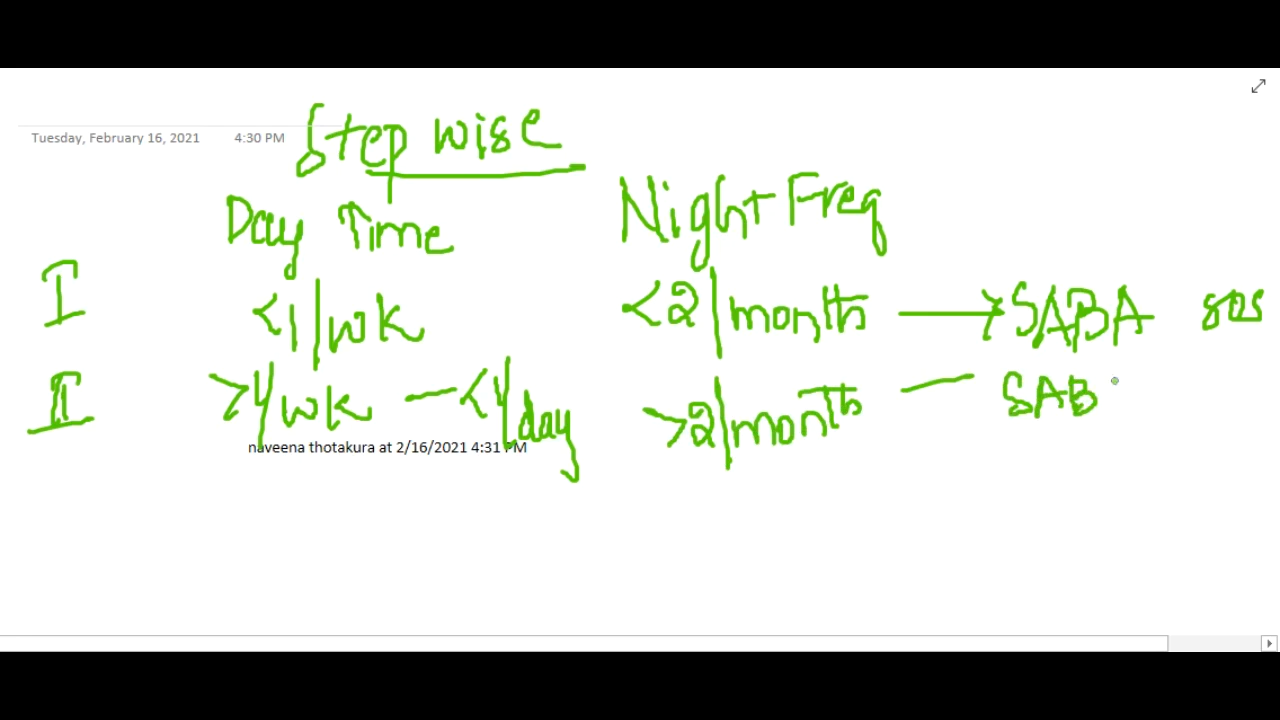 Tuesday, February 16, 2021 4:30 PM
Step wise
Day Time Night Freq
I <1/wk <2/month → SABA sos
II >1/wk — <1/day >2/month — SAB
naveena thotakura at 2/16/2021 4:31 PM